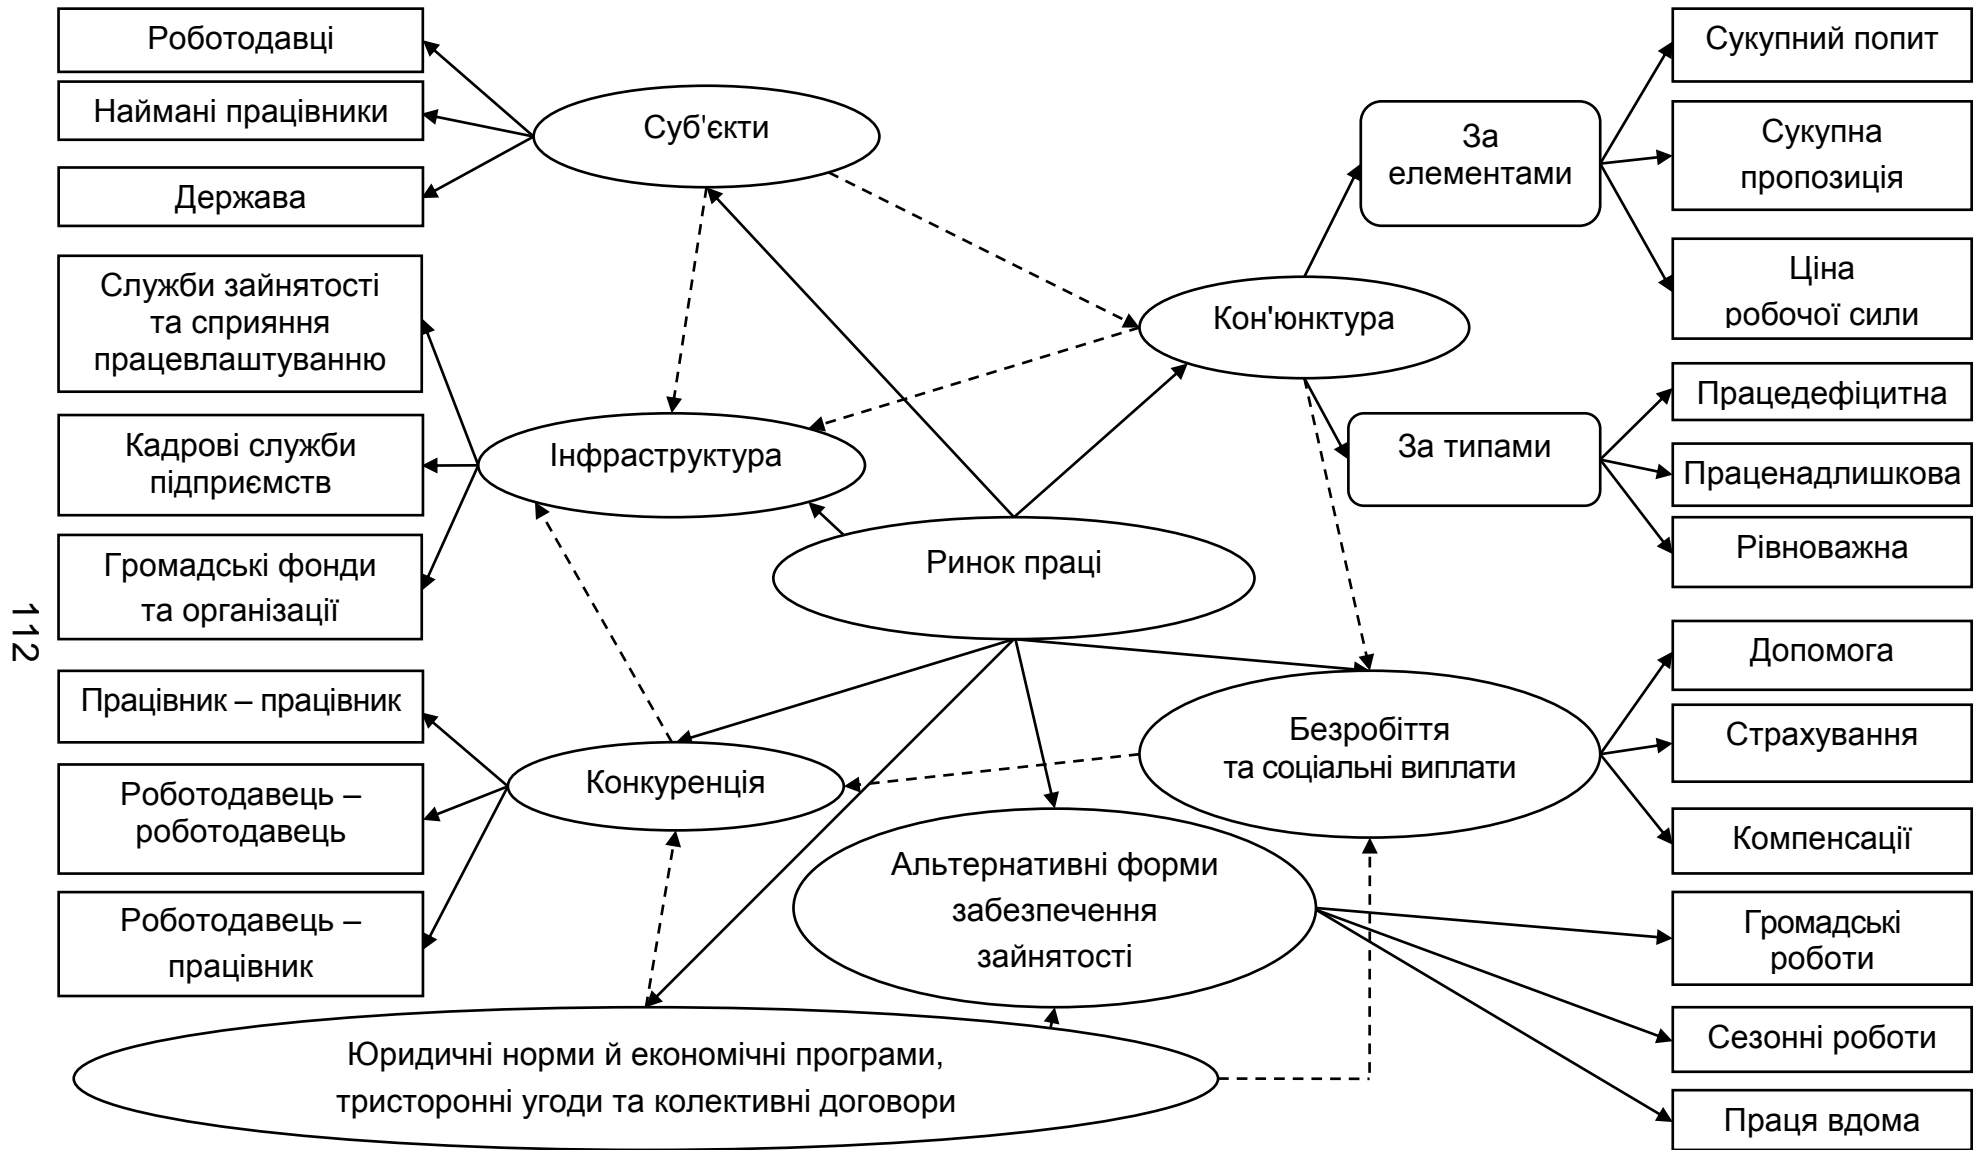 Роботодавці
Наймані працівники
Держава
Служби зайнятості
та сприяння
працевлаштуванню
Кадрові служби
підприємств
Громадські фонди
та організації
Працівник – працівник
Роботодавець –
роботодавець
Роботодавець –
працівник
Суб'єкти
Інфраструктура
Ринок праці
Конкуренція
Кон'юнктура
За
елементами
За типами
Безробіття
та соціальні виплати
Альтернативні форми
забезпечення
зайнятості
Юридичні норми й економічні програми,
тристоронні угоди та колективні договори
Сукупний попит
Сукупна
пропозиція
Ціна
робочої сили
Працедефіцитна
Праценадлишкова
Рівноважна
Допомога
Страхування
Компенсації
Громадські
роботи
Сезонні роботи
Праця вдома
112